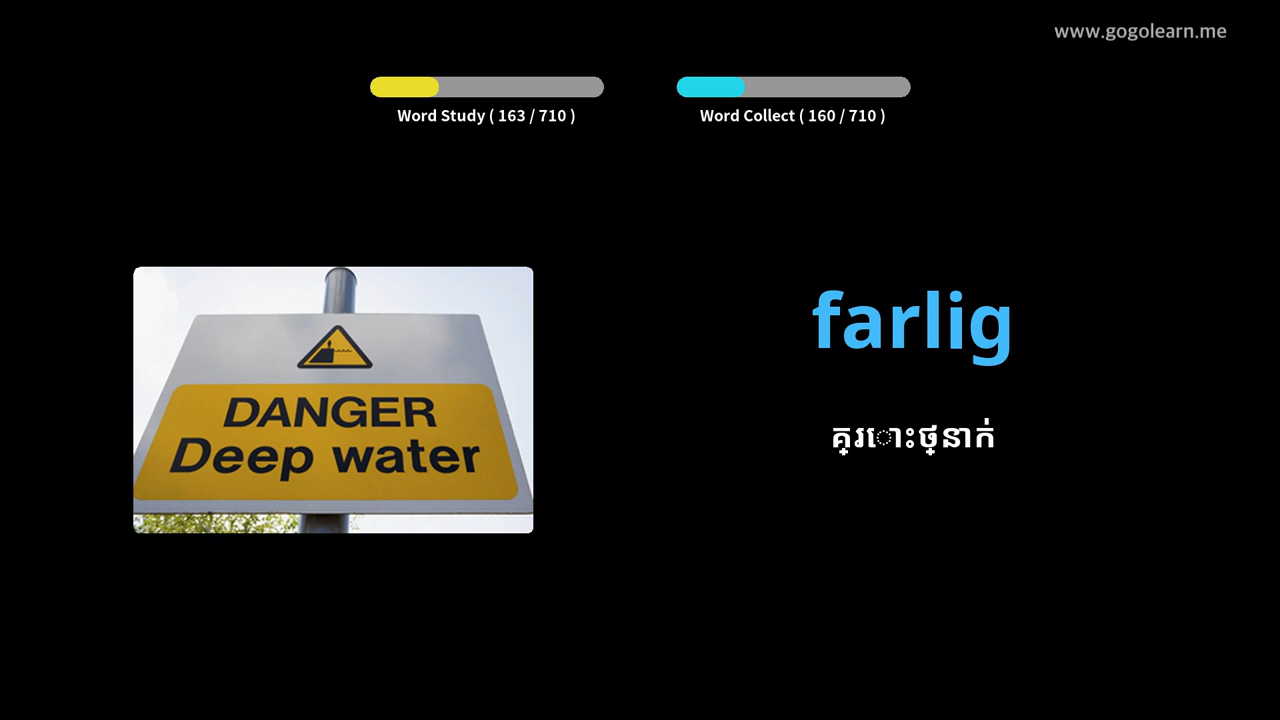 www.gogolearn.me
Word Study ( 163 / 710 )
Word Collect ( 160 / 710 )
DANGER
Deep water
farlig
គ្រោះថ្នាក់